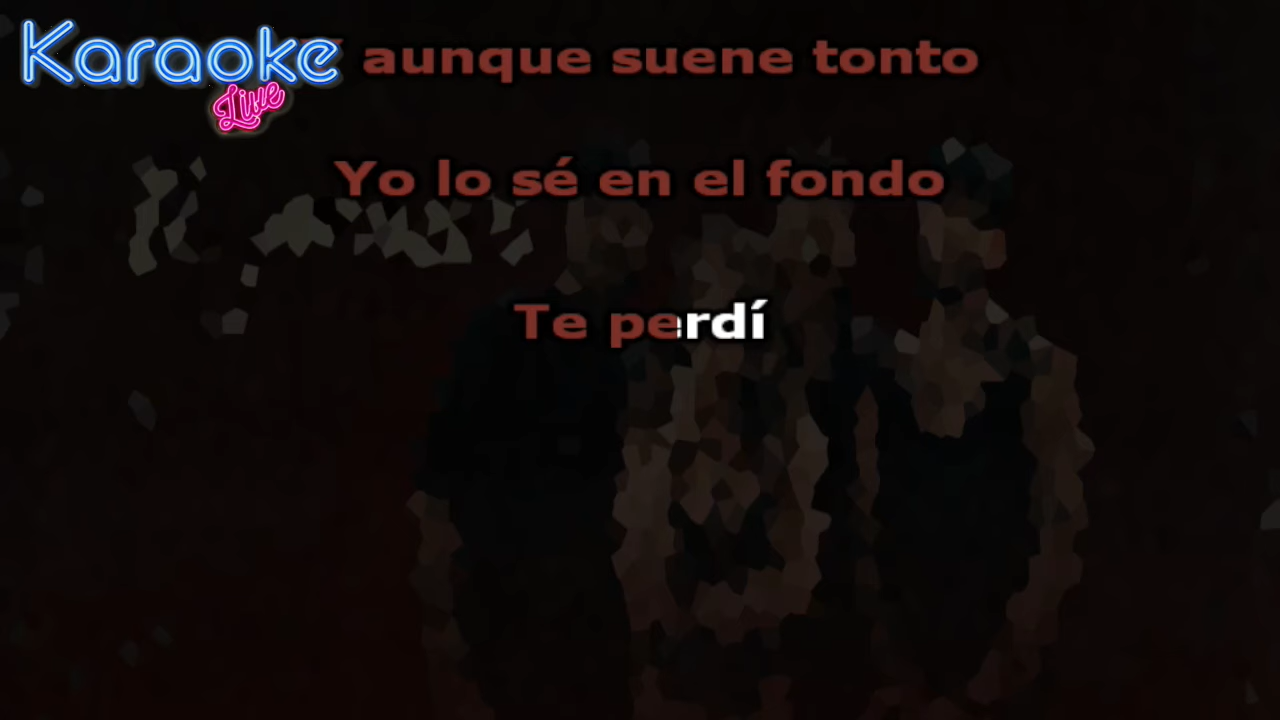 Karaoke
Live
Y aunque suene tonto
Yo lo sé en el fondo
Te perdí